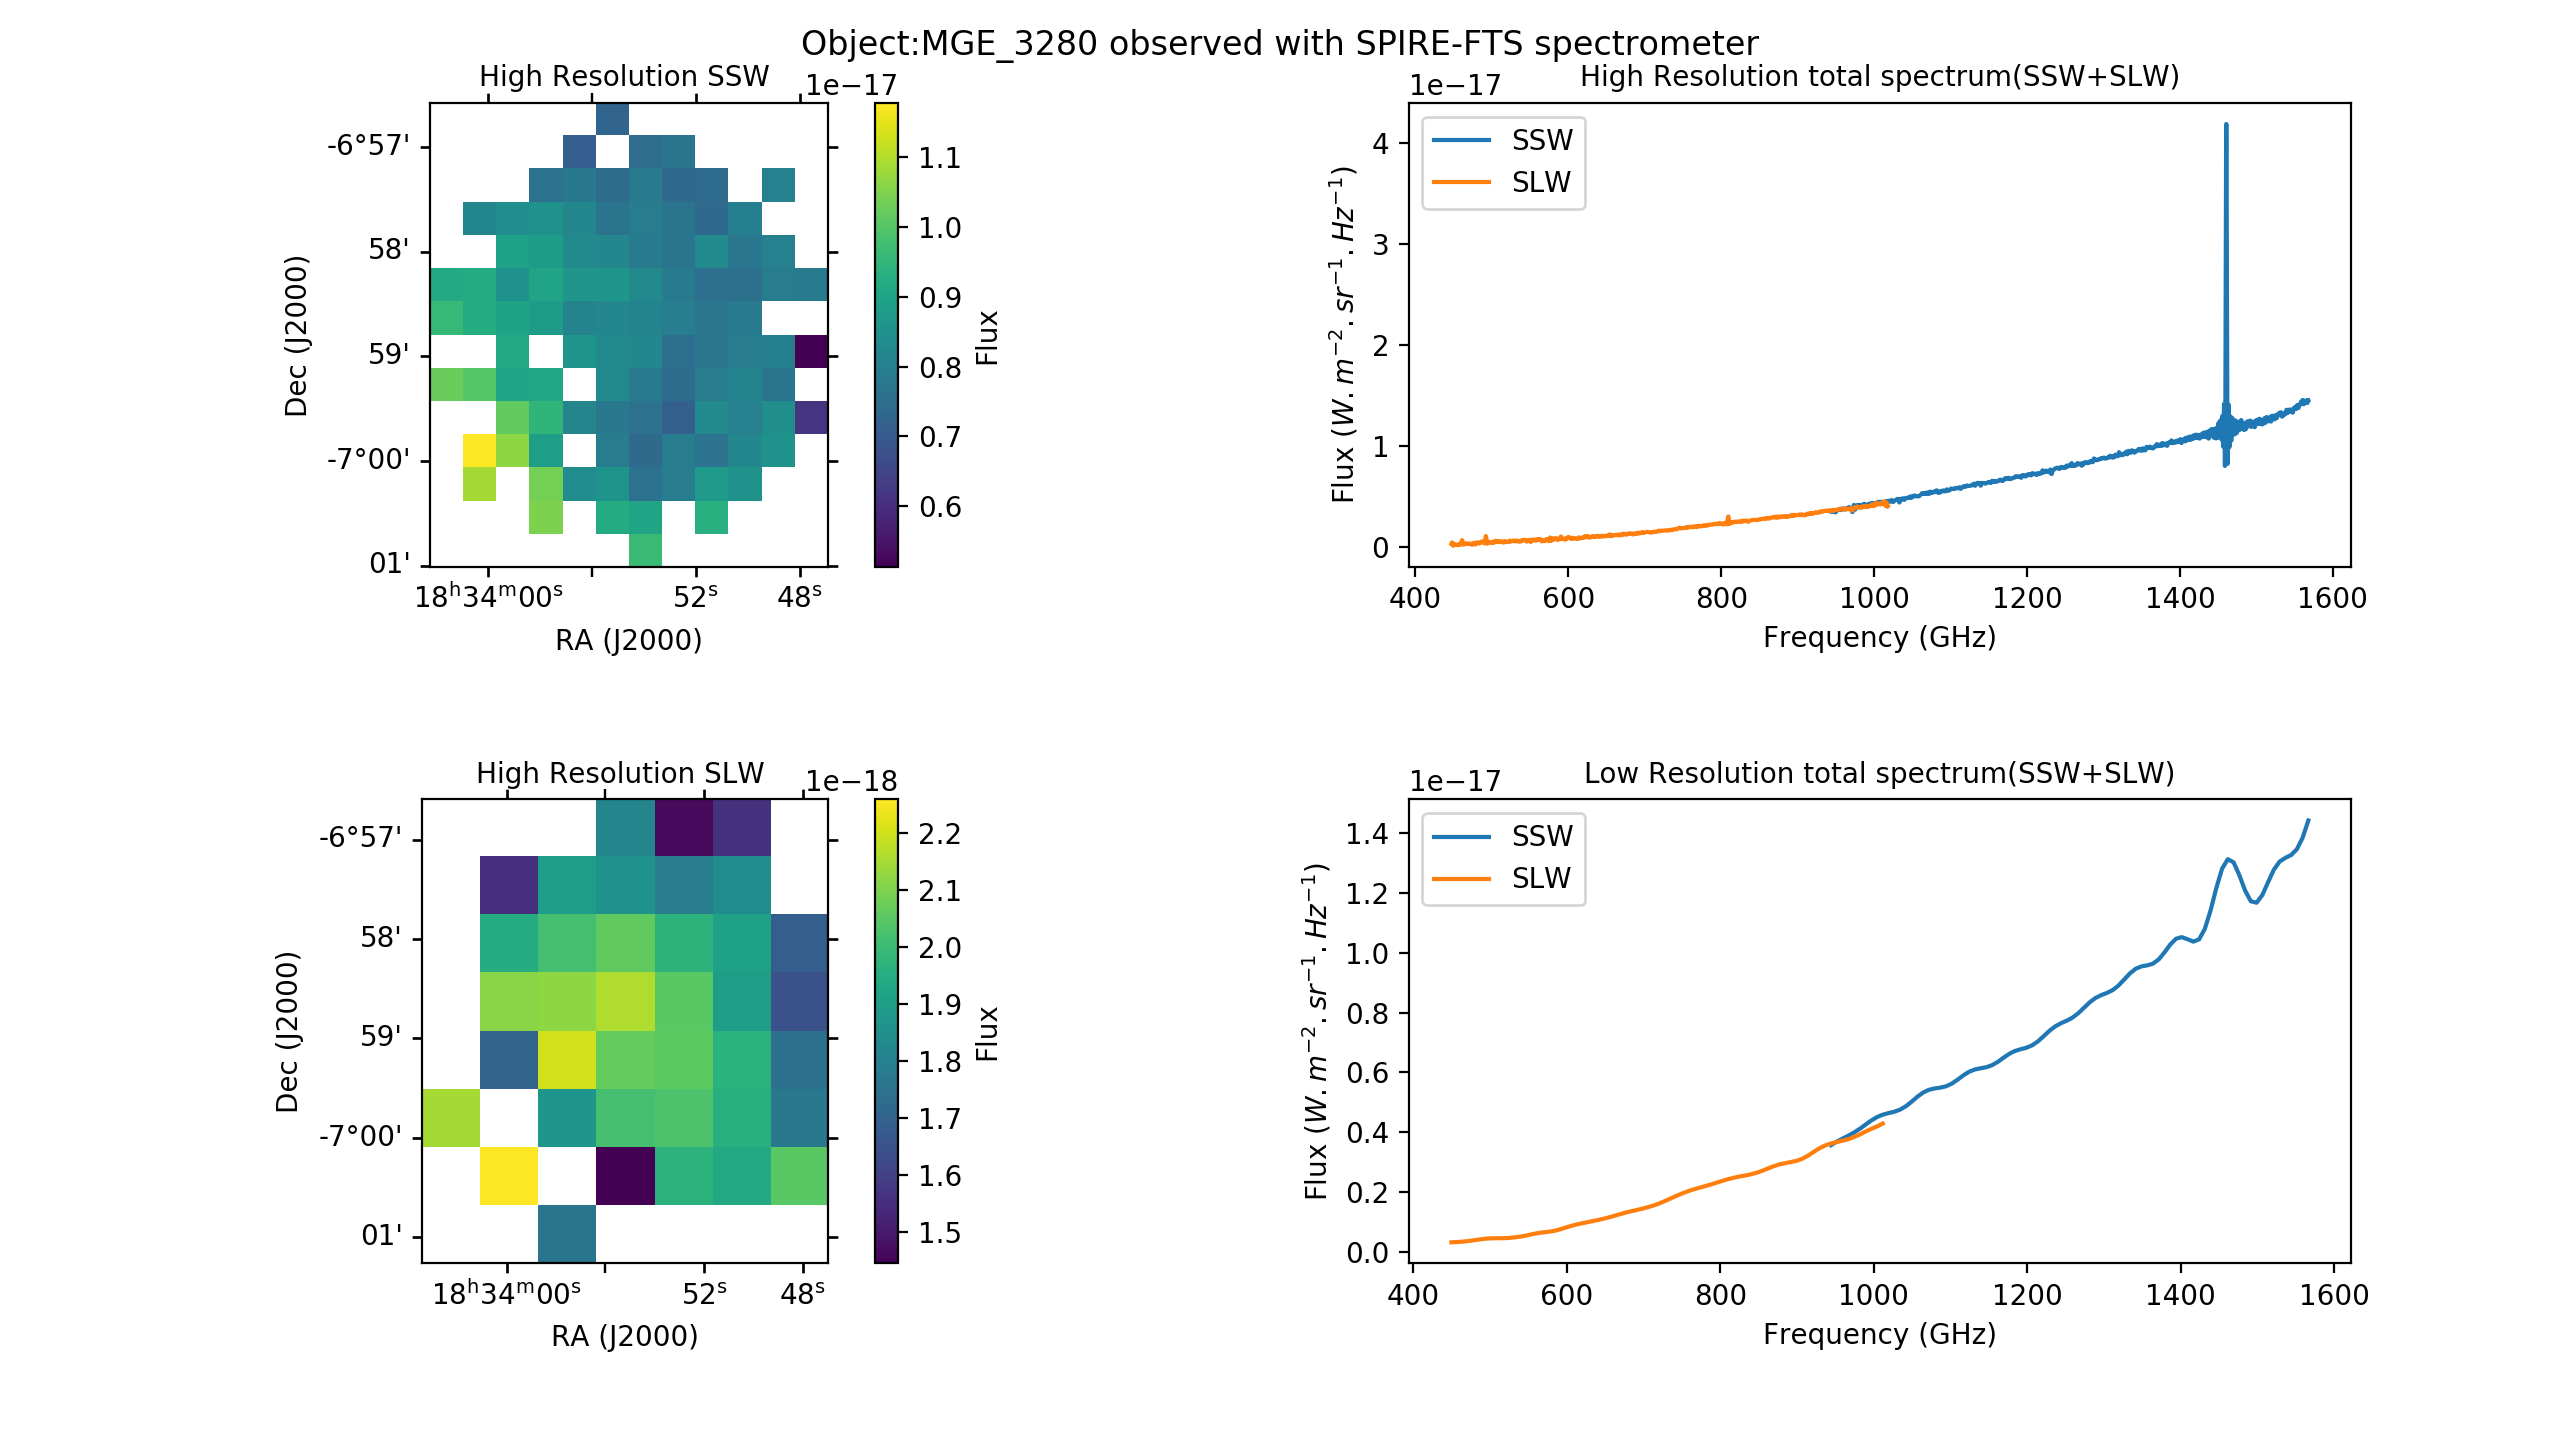 Object:MGE_3280 observed with SPIRE-FTS spectrometer
High Resolution SSW
1e−17
-6°57'
58'
59'
-7°00'
01'
Dec (J2000)
18h34m00s 52s 48s
RA (J2000)
1.1
1.0
0.9
0.8
0.7
0.6
Flux
High Resolution total spectrum(SSW+SLW)
1e−17
SSW
SLW
4
3
2
1
0
Flux (W.m−2.sr−1.Hz−1)
400 600 800 1000 1200 1400 1600
Frequency (GHz)
High Resolution SLW
1e−18
-6°57'
58'
59'
-7°00'
01'
Dec (J2000)
18h34m00s 52s 48s
RA (J2000)
2.2
2.1
2.0
1.9
1.8
1.7
1.6
1.5
Flux
Low Resolution total spectrum(SSW+SLW)
1e−17
SSW
SLW
1.4
1.2
1.0
0.8
0.6
0.4
0.2
0.0
Flux (W.m−2.sr−1.Hz−1)
400 600 800 1000 1200 1400 1600
Frequency (GHz)